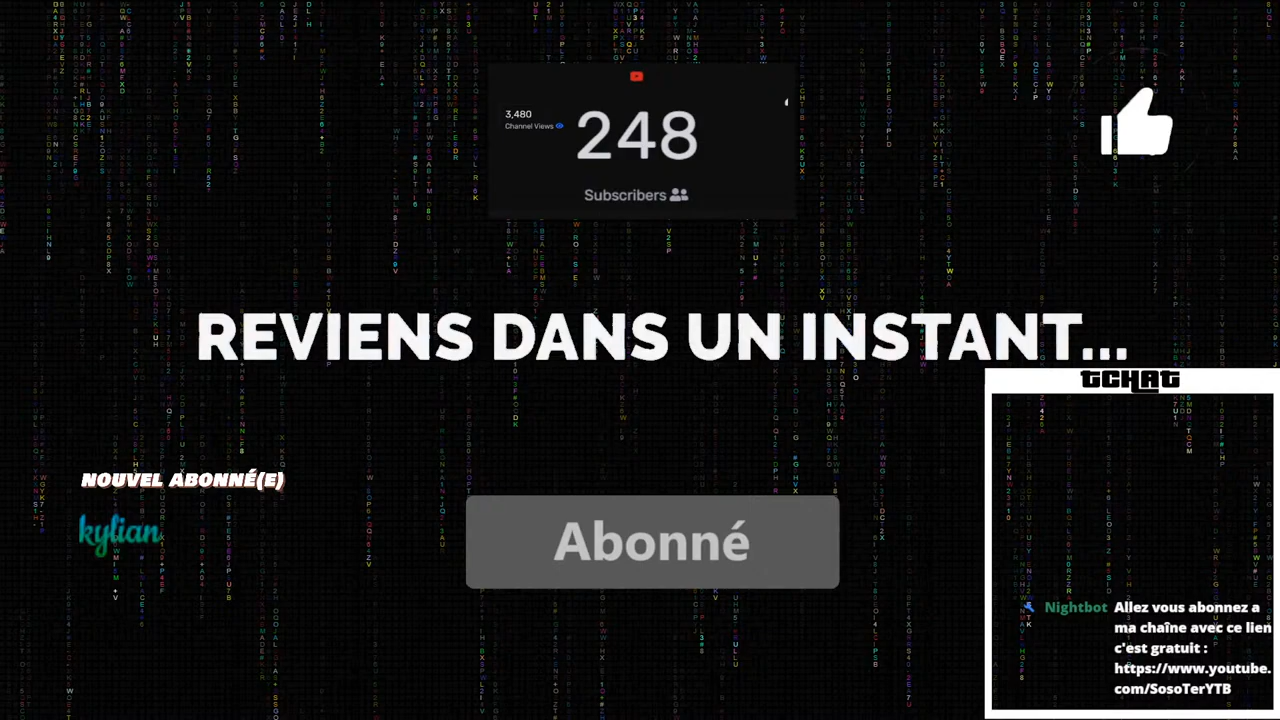 3,480
Channel Views
248
Subscribers
REVIENS DANS UN INSTANT...
TCHAT
NOUVEL ABONNÉ(E)
kylian
Abonné
Nightbot Allez vous abonnez a
ma chaîne avec ce lien
c'est gratuit :
https://www.youtube.
com/SosoTerYTB